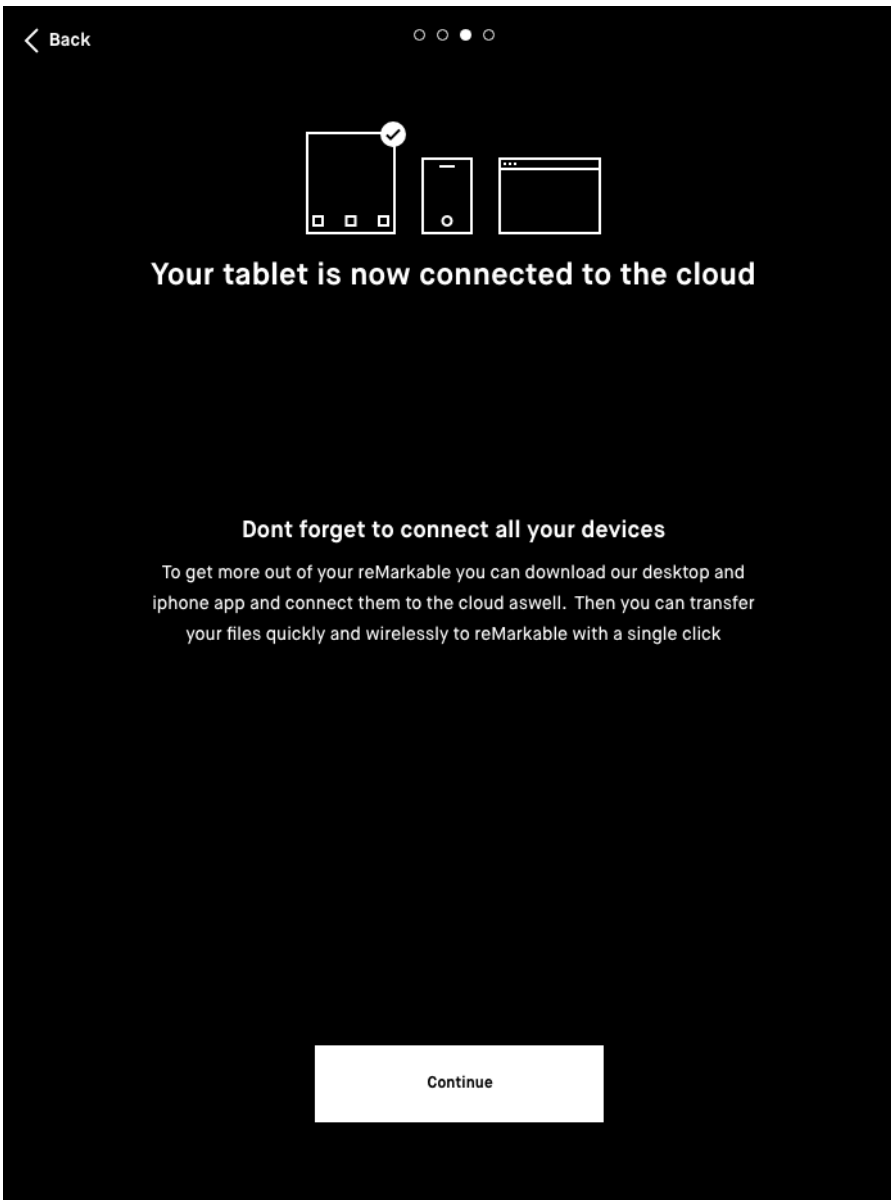 Back
Your tablet is now connected to the cloud
Dont forget to connect all your devices
To get more out of your reMarkable you can download our desktop and
iphone app and connect them to the cloud aswell.  Then you can transfer
your files quickly and wirelessly to reMarkable with a single click
Continue